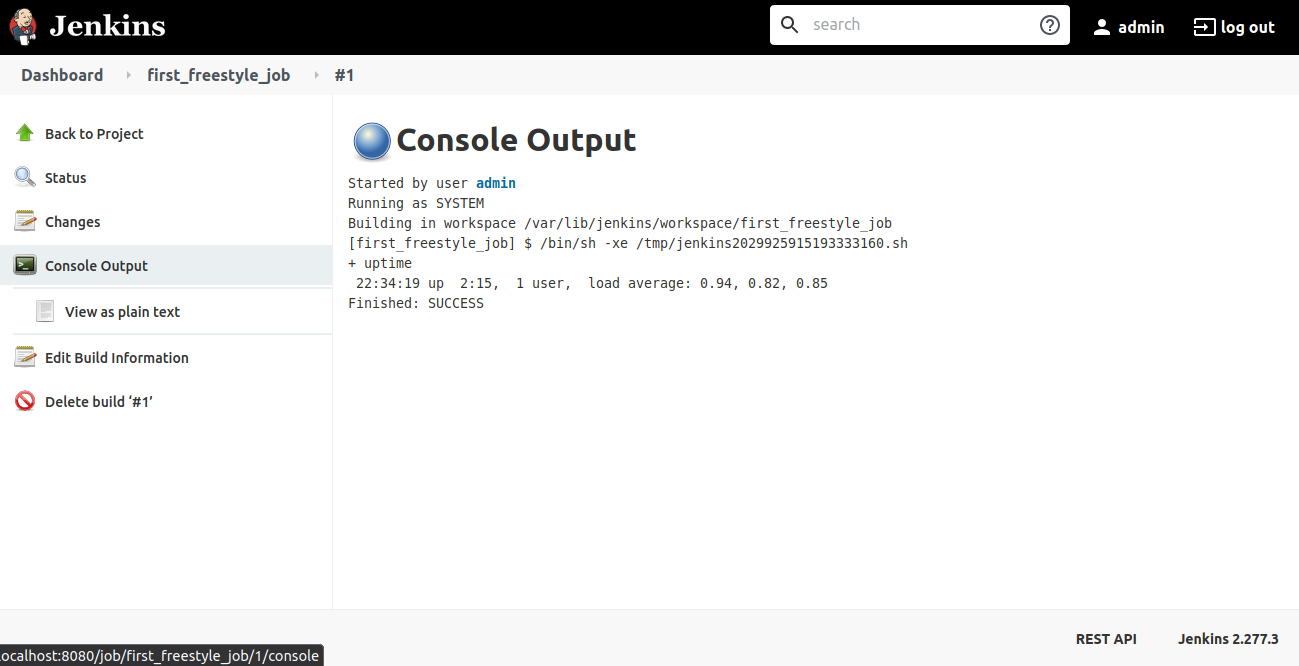 Jenkins
search
admin
log out
Dashboard
first_freestyle_job
#1
Back to Project
Status
Changes
Console Output
View as plain text
Edit Build Information
Delete build ‘#1’
Console Output
Started by user admin
Running as SYSTEM
Building in workspace /var/lib/jenkins/workspace/first_freestyle_job
[first_freestyle_job] $ /bin/sh -xe /tmp/jenkins2029925915193333160.sh
+ uptime
 22:34:19 up  2:15,  1 user,  load average: 0.94, 0.82, 0.85
Finished: SUCCESS
REST API
Jenkins 2.277.3
ocalhost:8080/job/first_freestyle_job/1/console